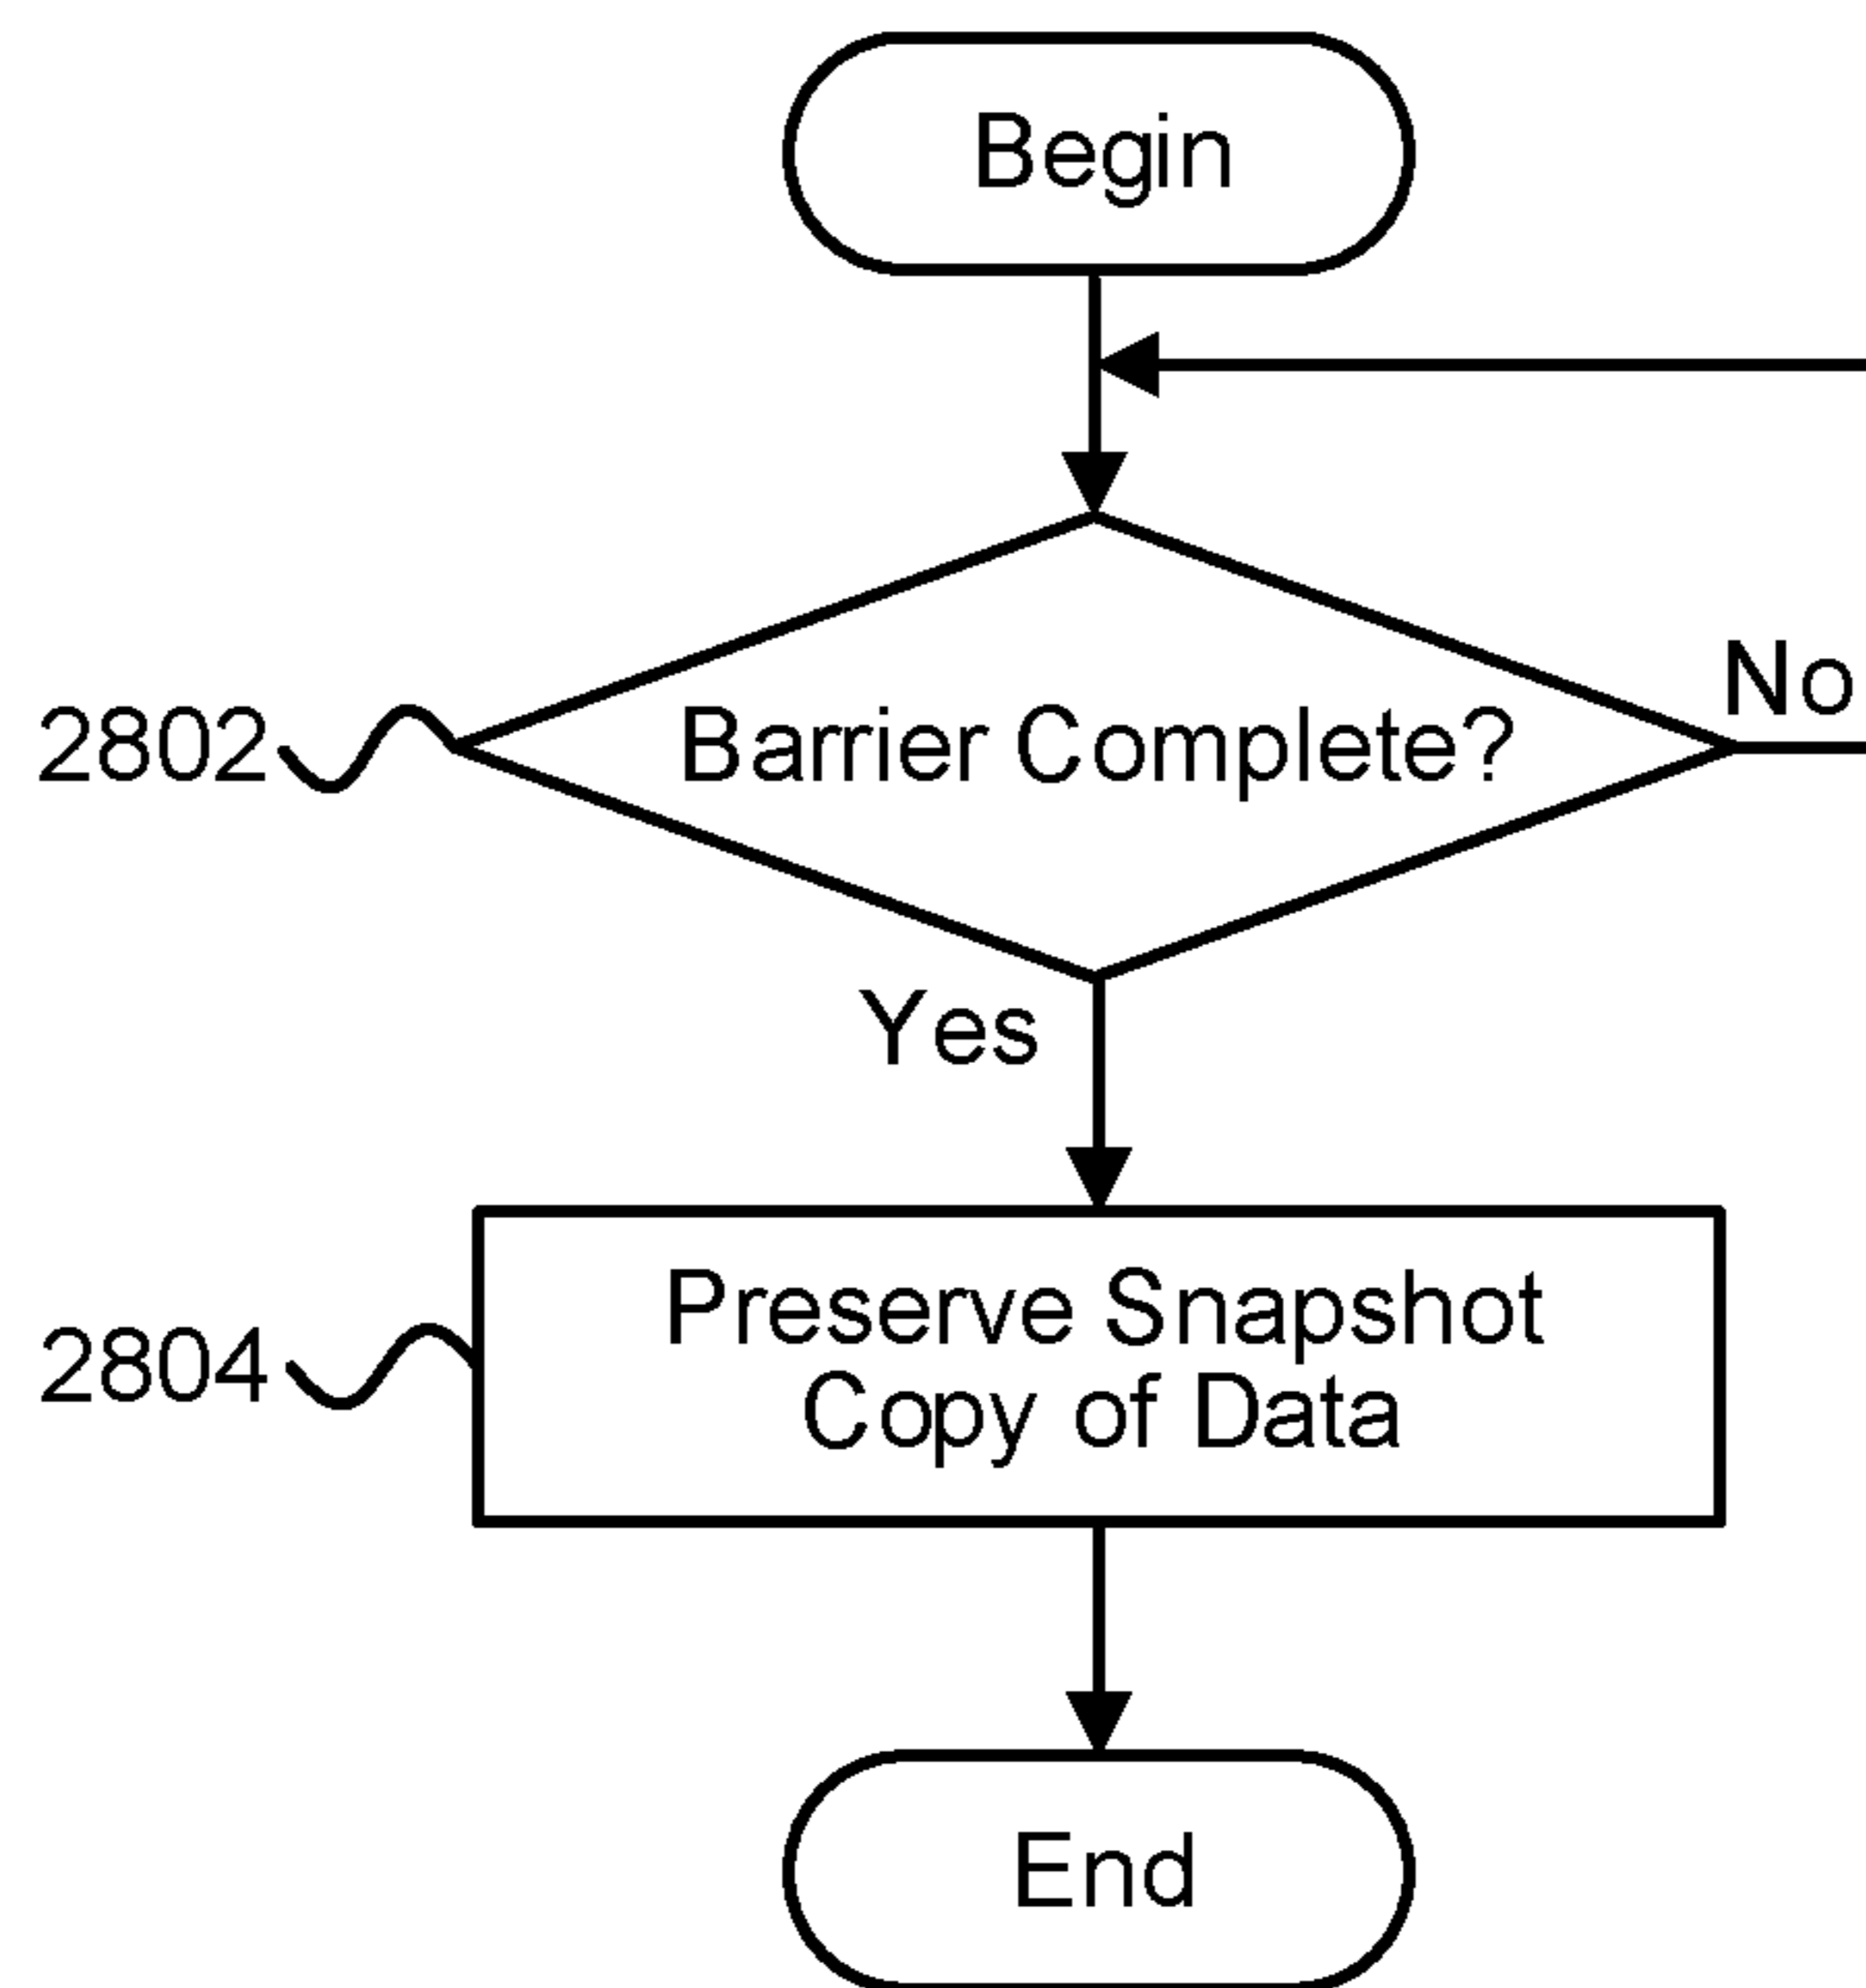 Begin
No
2802
Barrier Complete?
Yes
Preserve Snapshot
2804
Copy of Data
End